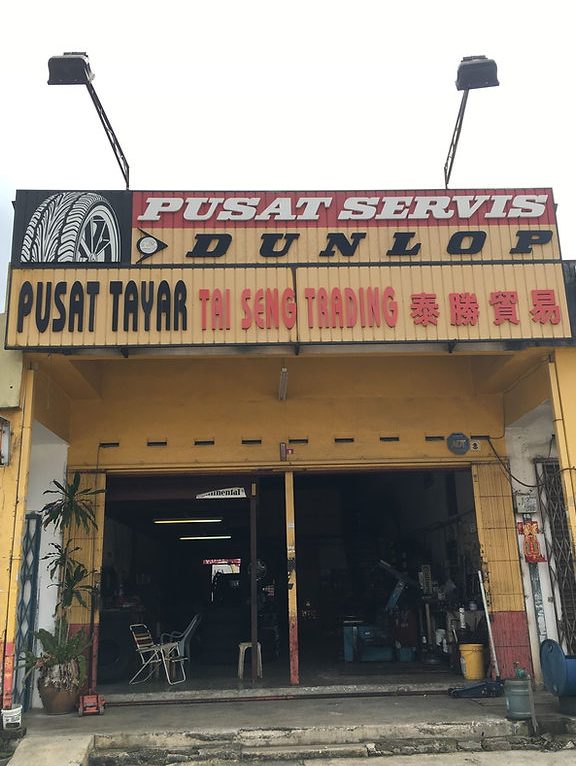 PUSAT SERVIS
DUNLOP
PUSAT TAYAR TAI SENG TRADING 泰勝貿易